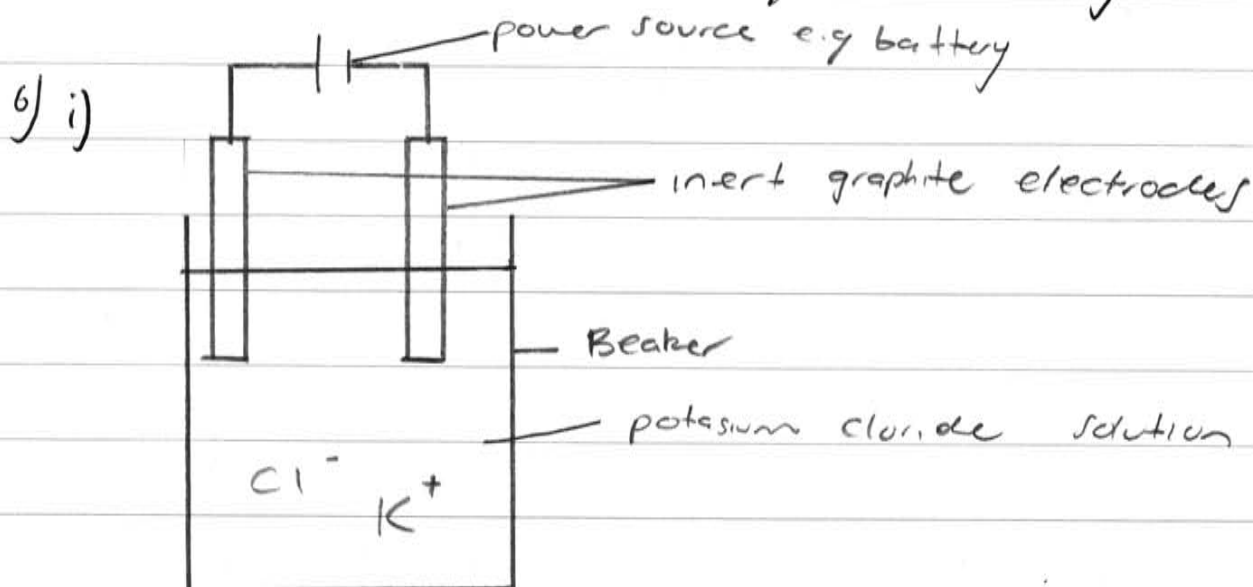 power source e.g battery
6) i)
inert graphite electrodes
Beaker
potasium cloride solution
Cl⁻ K⁺